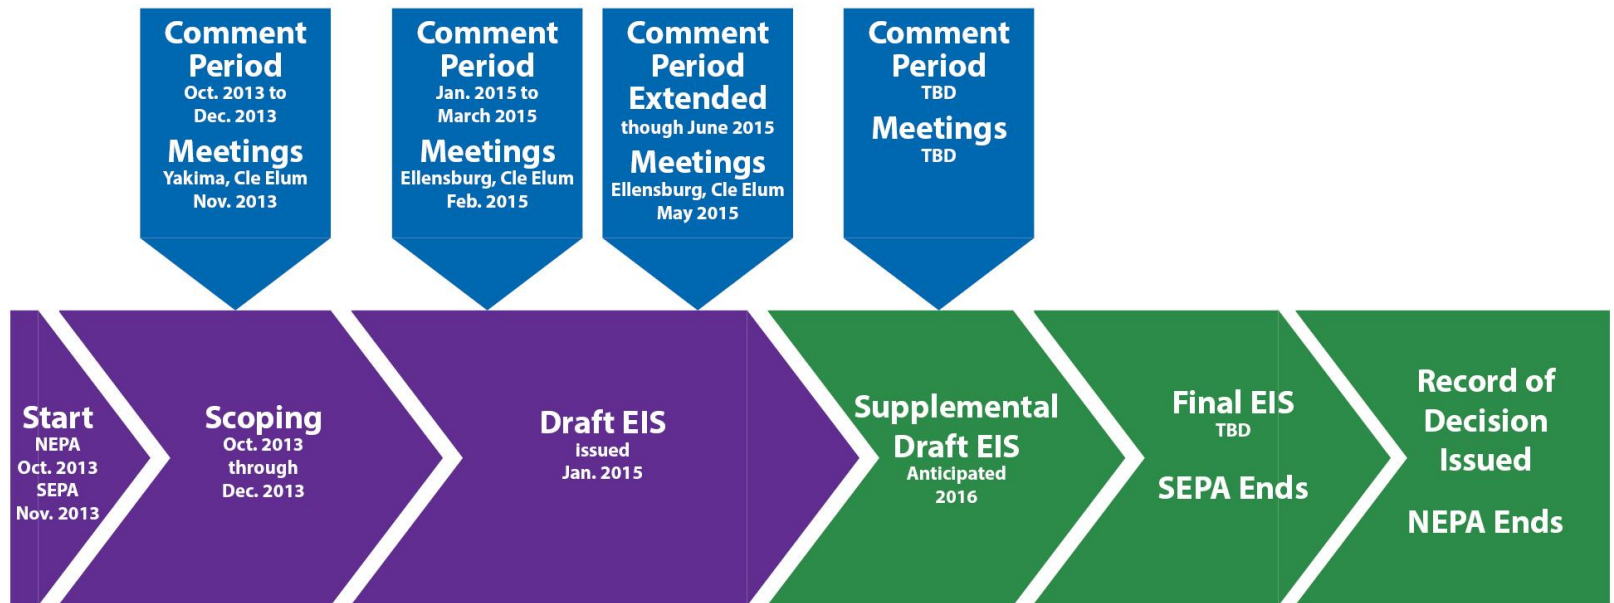 Comment
Period
Oct. 2013 to
Dec. 2013
Meetings
Yakima, Cle Elum
Nov. 2013
Comment
Period
Jan. 2015 to
March 2015
Meetings
Ellensburg, Cle Elum
Feb. 2015
Comment
Period
Extended
though June 2015
Meetings
Ellensburg, Cle Elum
May 2015
Comment
Period
TBD
Meetings
TBD
Start
NEPA
Oct. 2013
SEPA
Nov. 2013
Scoping
Oct. 2013
through
Dec. 2013
Draft EIS
issued
Jan. 2015
Supplemental
Draft EIS
Anticipated
2016
Final EIS
TBD
SEPA Ends
Record of
Decision
Issued
NEPA Ends